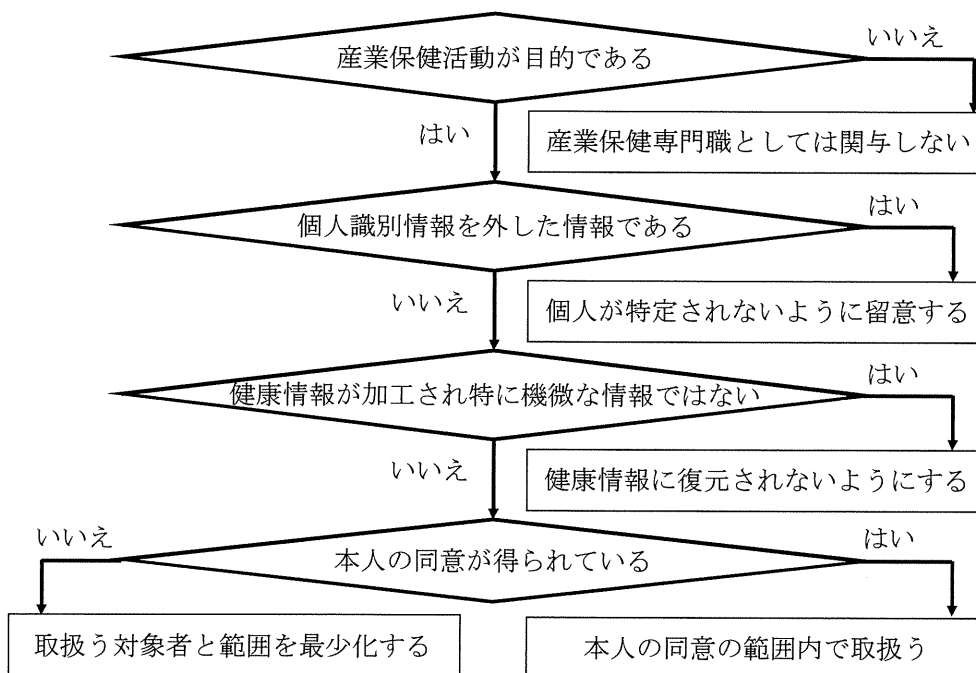 産業保健活動が目的である
いいえ
はい
産業保健専門職としては関与しない
個人識別情報を外した情報である
はい
いいえ
個人が特定されないように留意する
健康情報が加工され特に機微な情報ではない
はい
いいえ
健康情報に復元されないようにする
いいえ
本人の同意が得られている
はい
取扱う対象者と範囲を最少化する
本人の同意の範囲内で取扱う